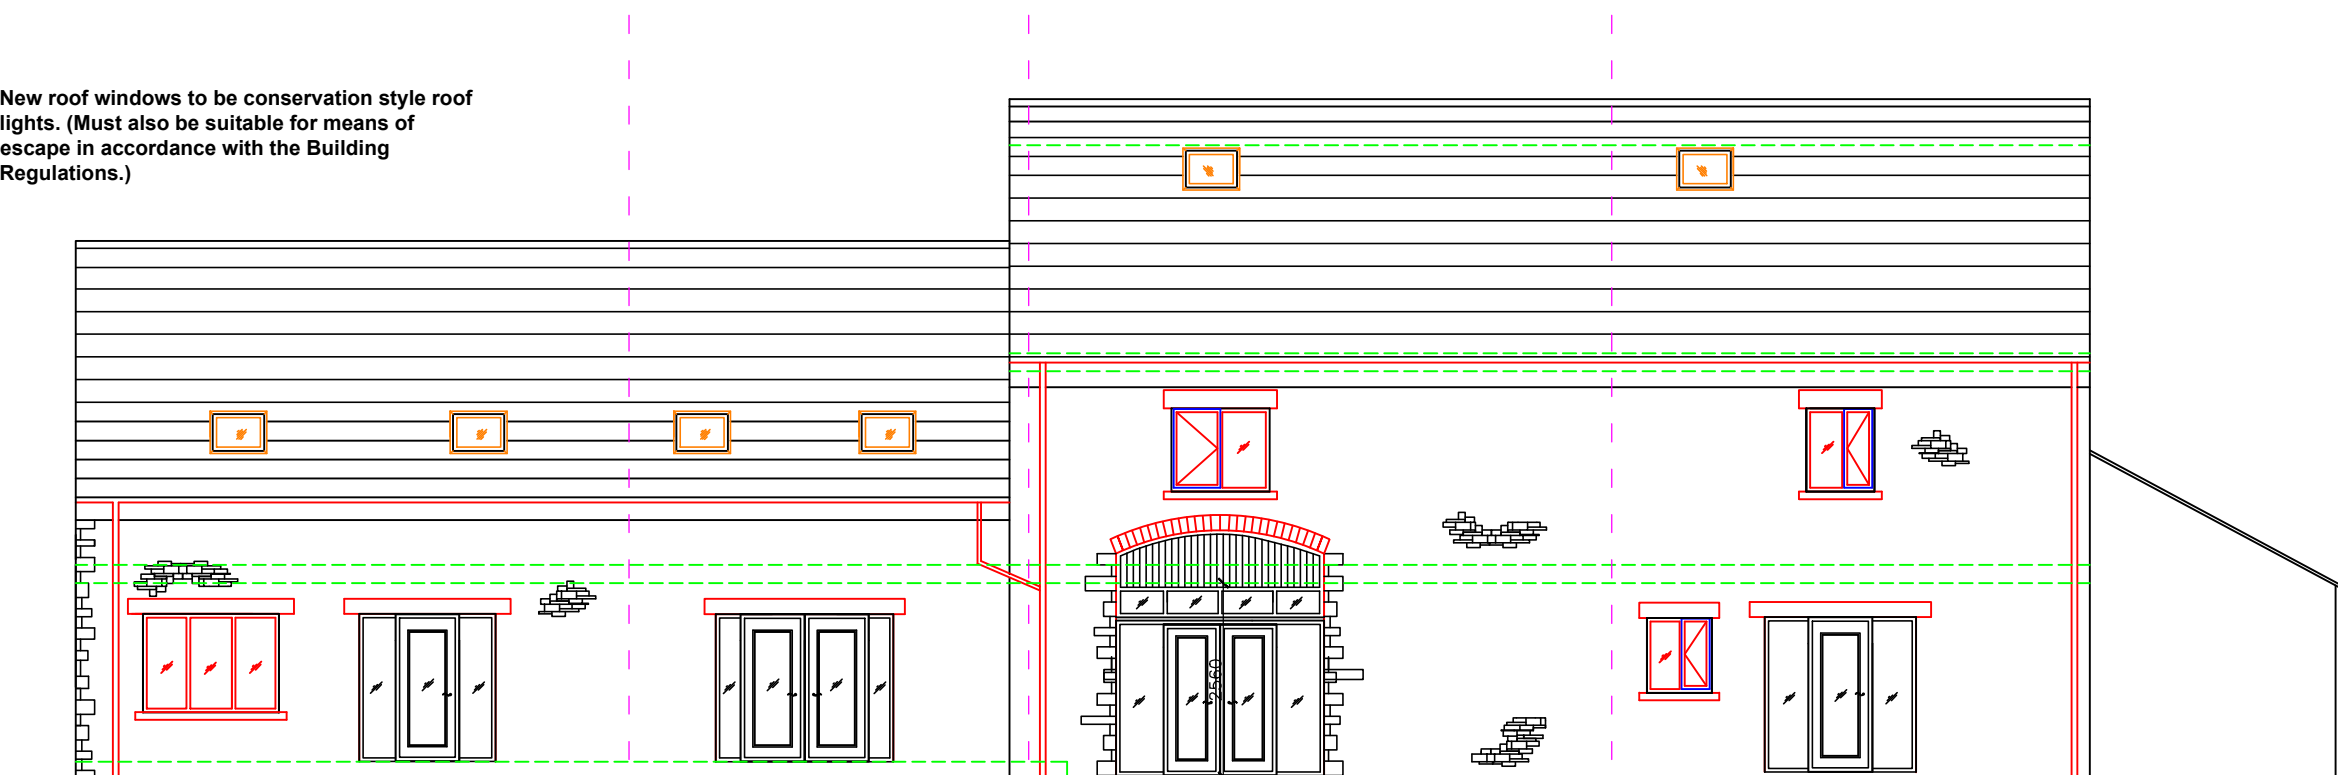 New roof windows to be conservation style roof
lights. (Must also be suitable for means of
escape in accordance with the Building
Regulations.)
2560